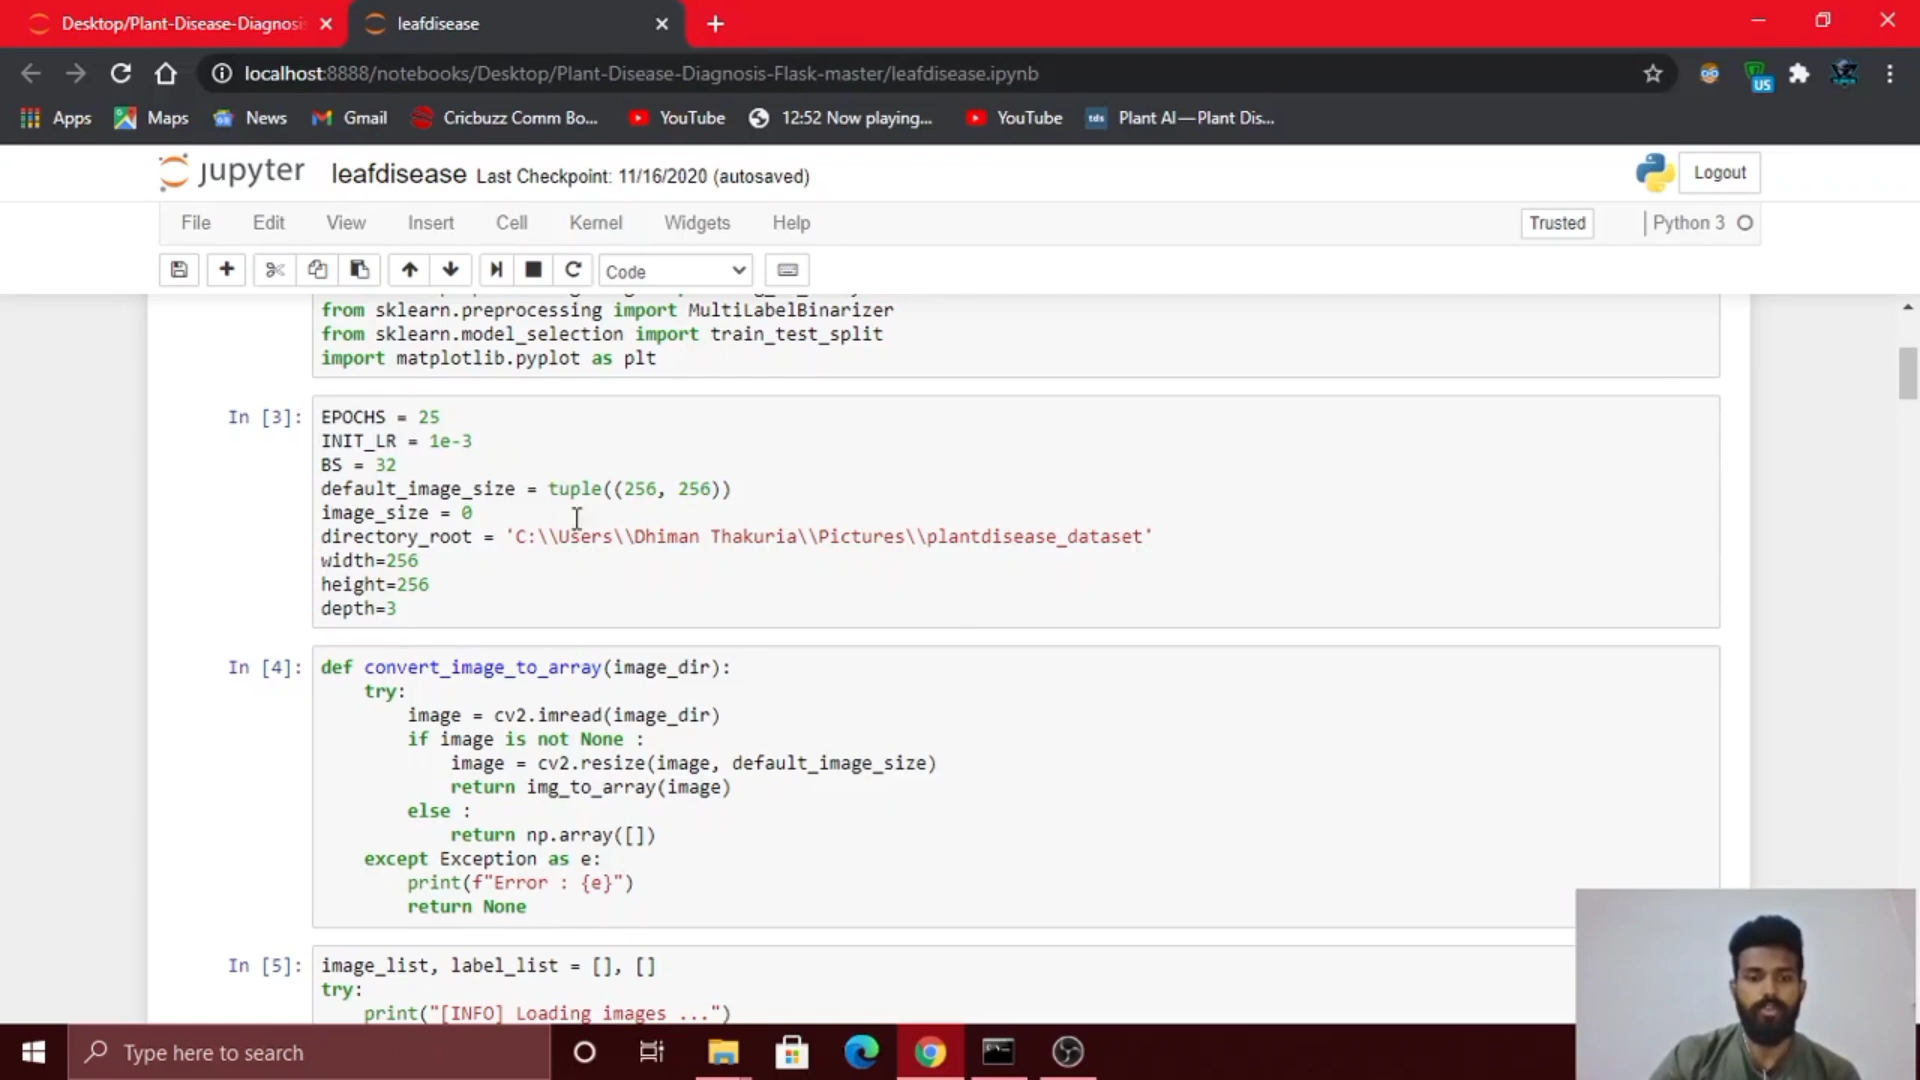 Desktop/Plant-Disease-Diagnosis
leafdisease
localhost:8888/notebooks/Desktop/Plant-Disease-Diagnosis-Flask-master/leafdisease.ipynb
US
Apps Maps News Gmail Cricbuzz Comm Bo... YouTube 12:52 Now playing... YouTube tds Plant AI—Plant Dis...
jupyter leafdisease Last Checkpoint: 11/16/2020 (autosaved) Logout
File Edit View Insert Cell Kernel Widgets Help Trusted Python 3
Code
from sklearn.preprocessing import MultiLabelBinarizer
from sklearn.model_selection import train_test_split
import matplotlib.pyplot as plt
In [3]: EPOCHS = 25
INIT_LR = 1e-3
BS = 32
default_image_size = tuple((256, 256))
image_size = 0
directory_root = 'C:\\Users\\Dhiman Thakuria\\Pictures\\plantdisease_dataset'
width=256
height=256
depth=3
In [4]: def convert_image_to_array(image_dir):
try:
image = cv2.imread(image_dir)
if image is not None :
image = cv2.resize(image, default_image_size)
return img_to_array(image)
else :
return np.array([])
except Exception as e:
print(f"Error : {e}")
return None
In [5]: image_list, label_list = [], []
try:
print("[INFO] Loading images ...")
Type here to search